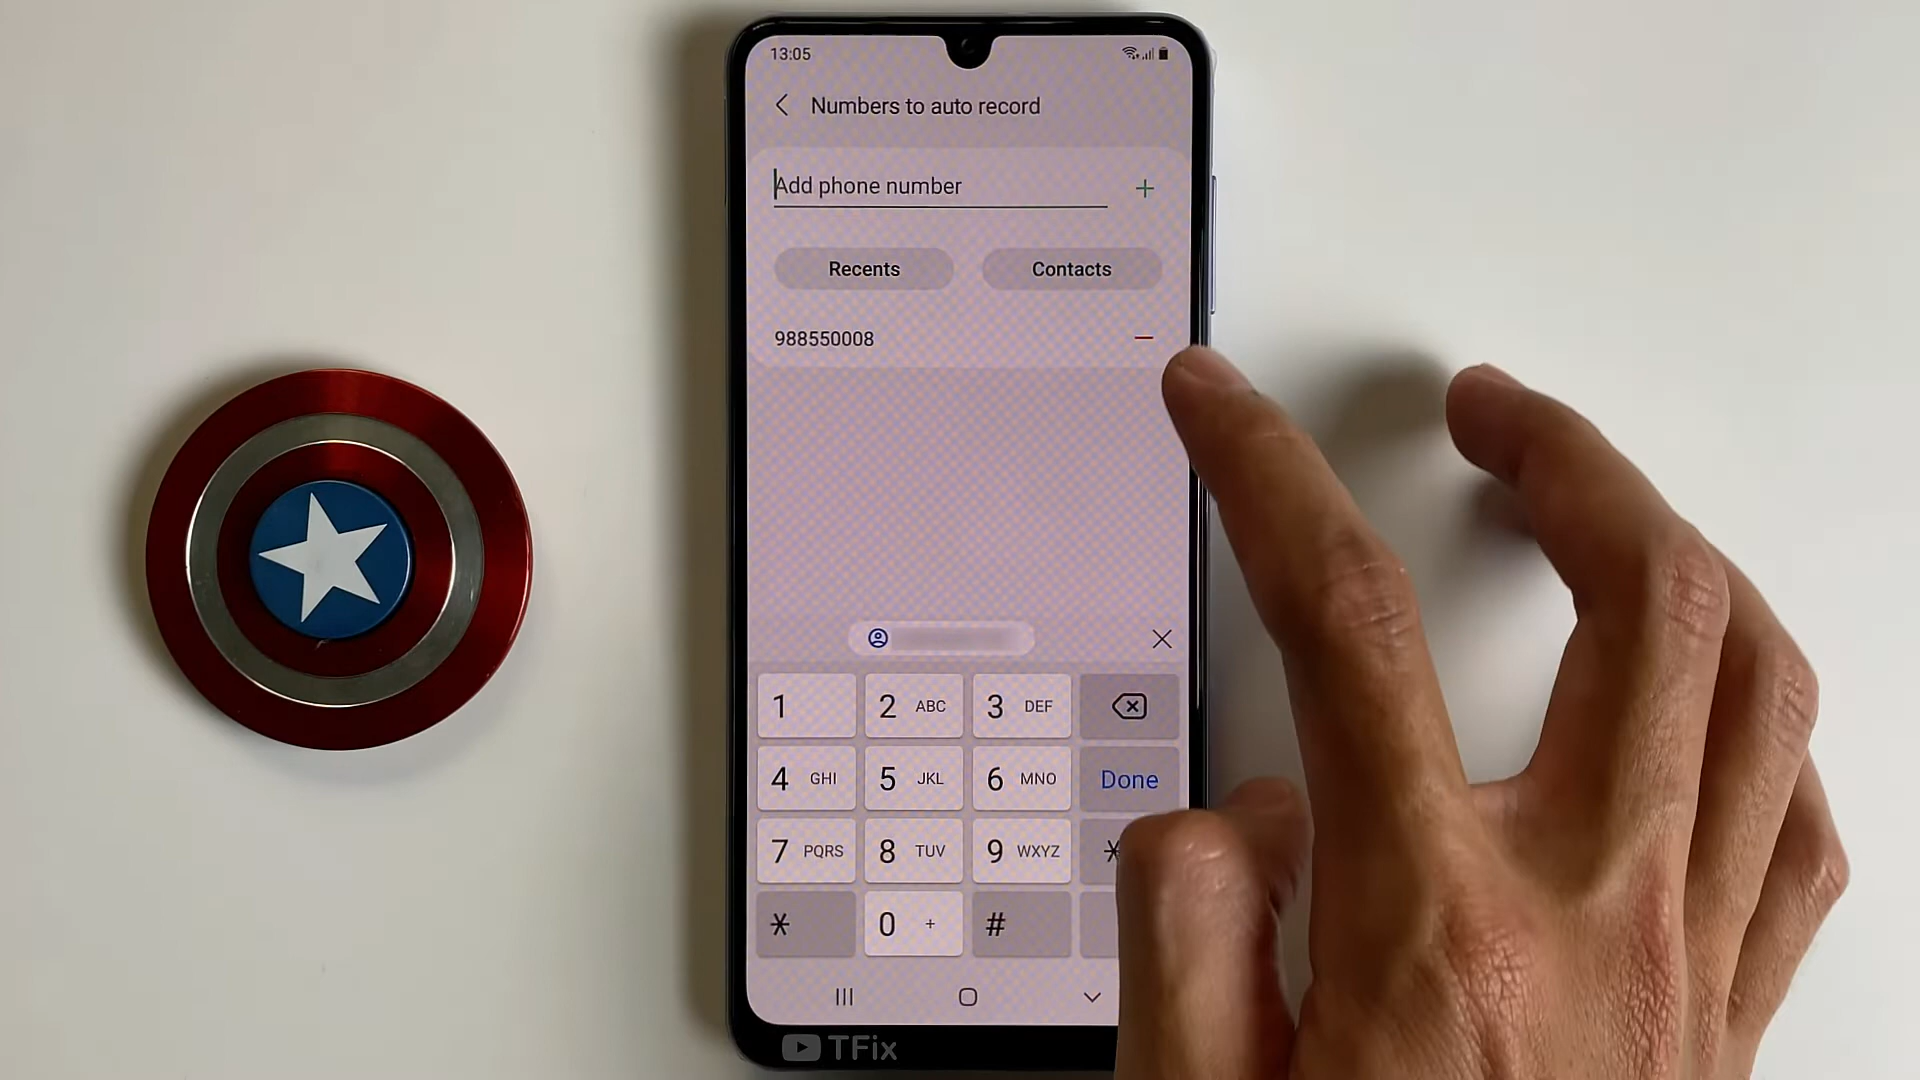 13:05
Numbers to auto record
Add phone number
Recents Contacts
988550008
1 2 ABC 3 DEF
4 GHI 5 JKL 6 MNO Done
7 PQRS 8 TUV 9 WXYZ *
* 0 + #
TFix